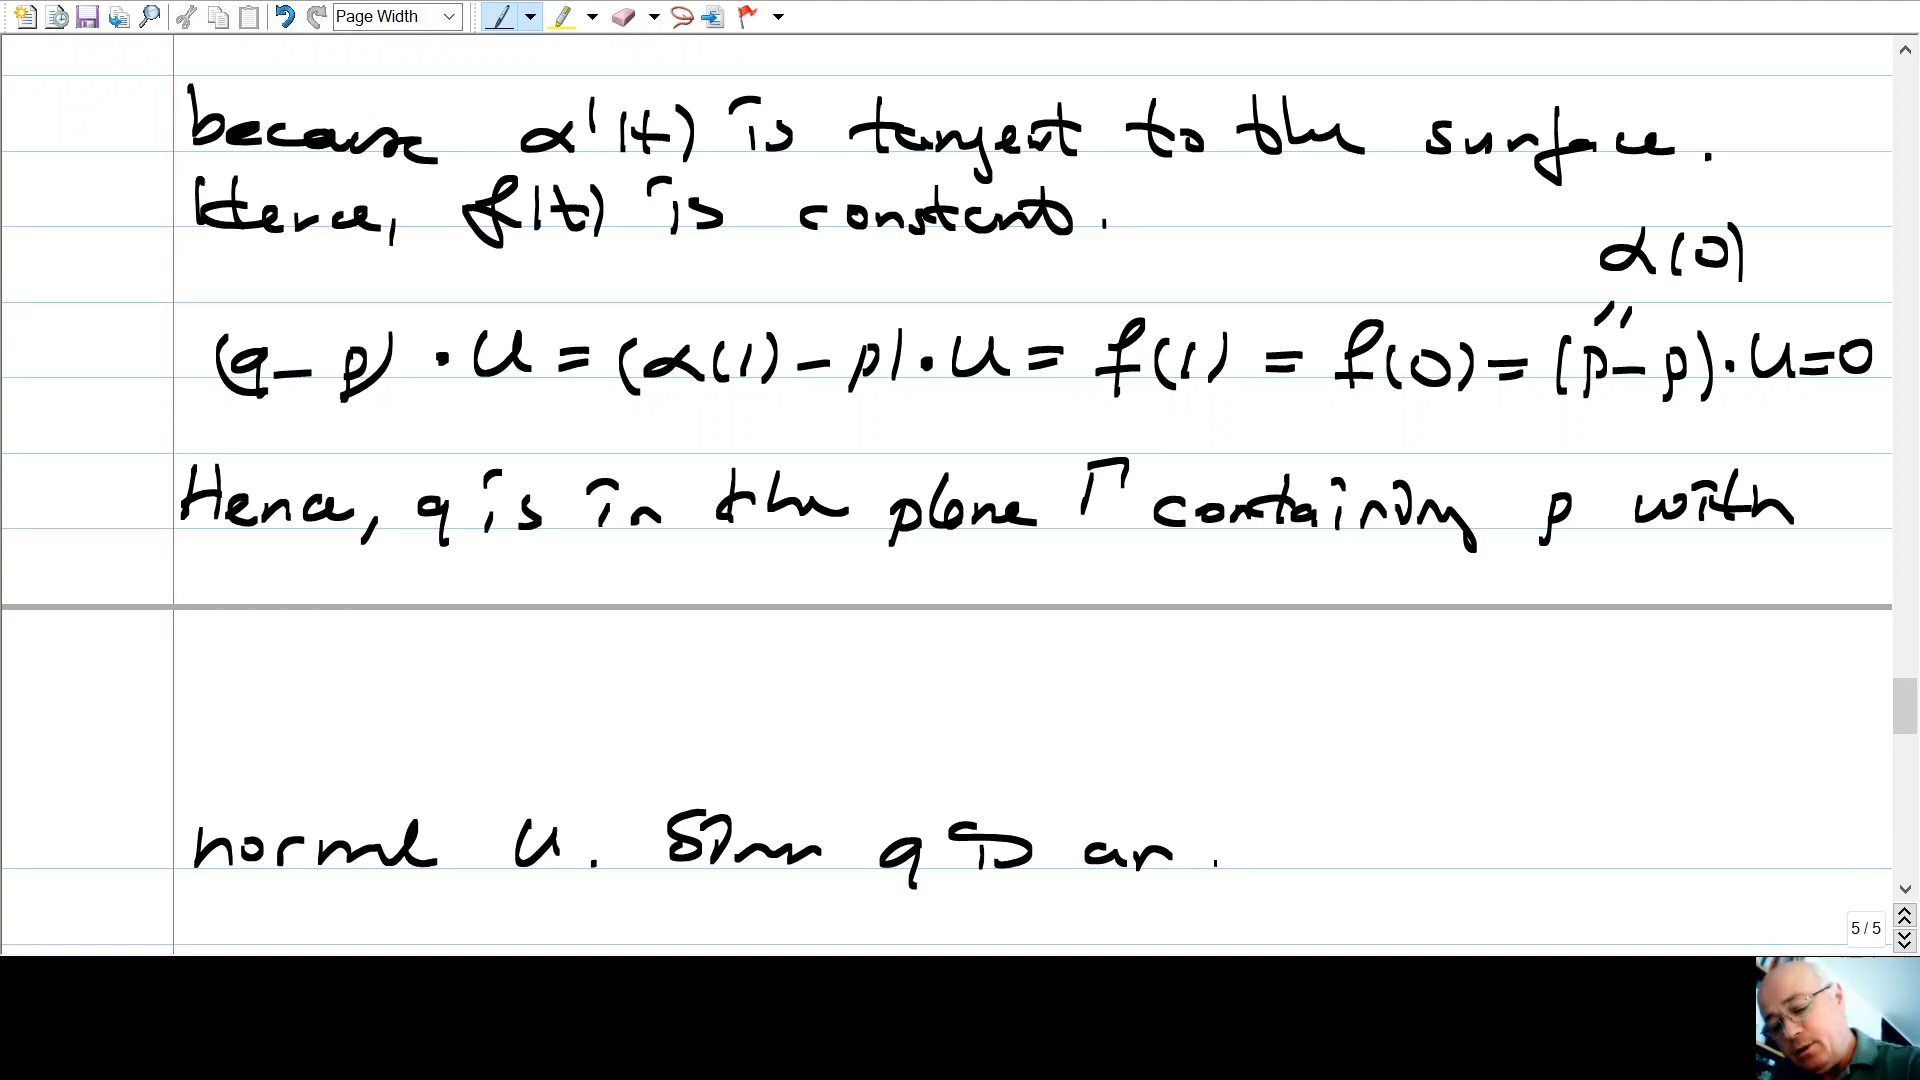 Page Width
because α'(t) is tangent to the surface.
Hence, f(t) is constant.
α(0)
"
(q - p) · U = (α(1) - p) · U = f(1) = f(0) = (p - p) · U = 0
Hence, q is in the plane Γ containing p with
normal U. Since q is an .
5 / 5